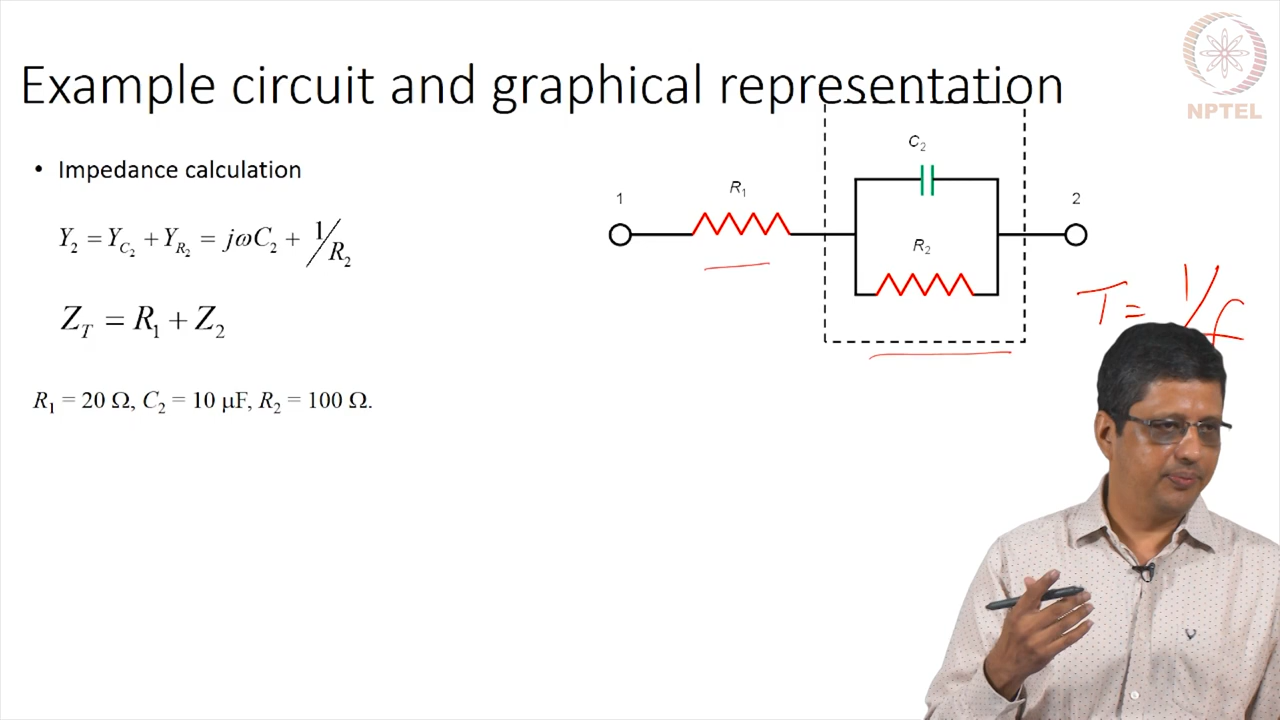 Example circuit and graphical representation
NPTEL
• Impedance calculation
Y₂ = Y_C₂ + Y_R₂ = jωC₂ + 1/R₂
Z_T = R₁ + Z₂
R₁ = 20 Ω, C₂ = 10 μF, R₂ = 100 Ω.
C₂
1
R₁
2
R₂
T = 1/f